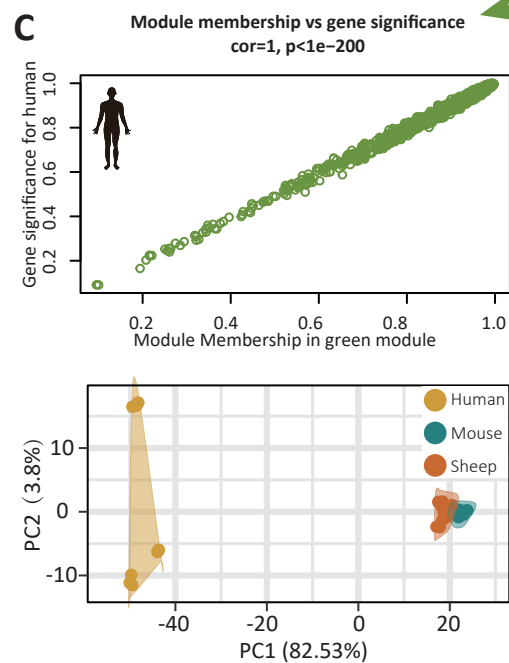 C
Module membership vs gene significance
cor=1, p<1e−200
Gene significance for human
1.0
0.8
0.6
0.4
0.2
0.2 0.4 0.6 0.8 1.0
Module Membership in green module
Human
Mouse
Sheep
PC2 (3.8%)
10
0
-10
-40 -20 0 20
PC1 (82.53%)